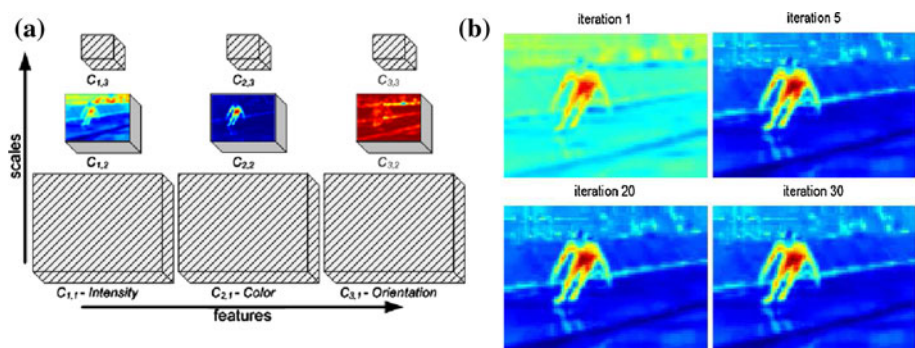 (a)
C1,3
C2,3
C3,3
scales
C1,2
C2,2
C3,2
C1,1 - Intensity
C2,1 - Color
C3,1 - Orientation
features
(b)
iteration 1
iteration 5
iteration 20
iteration 30